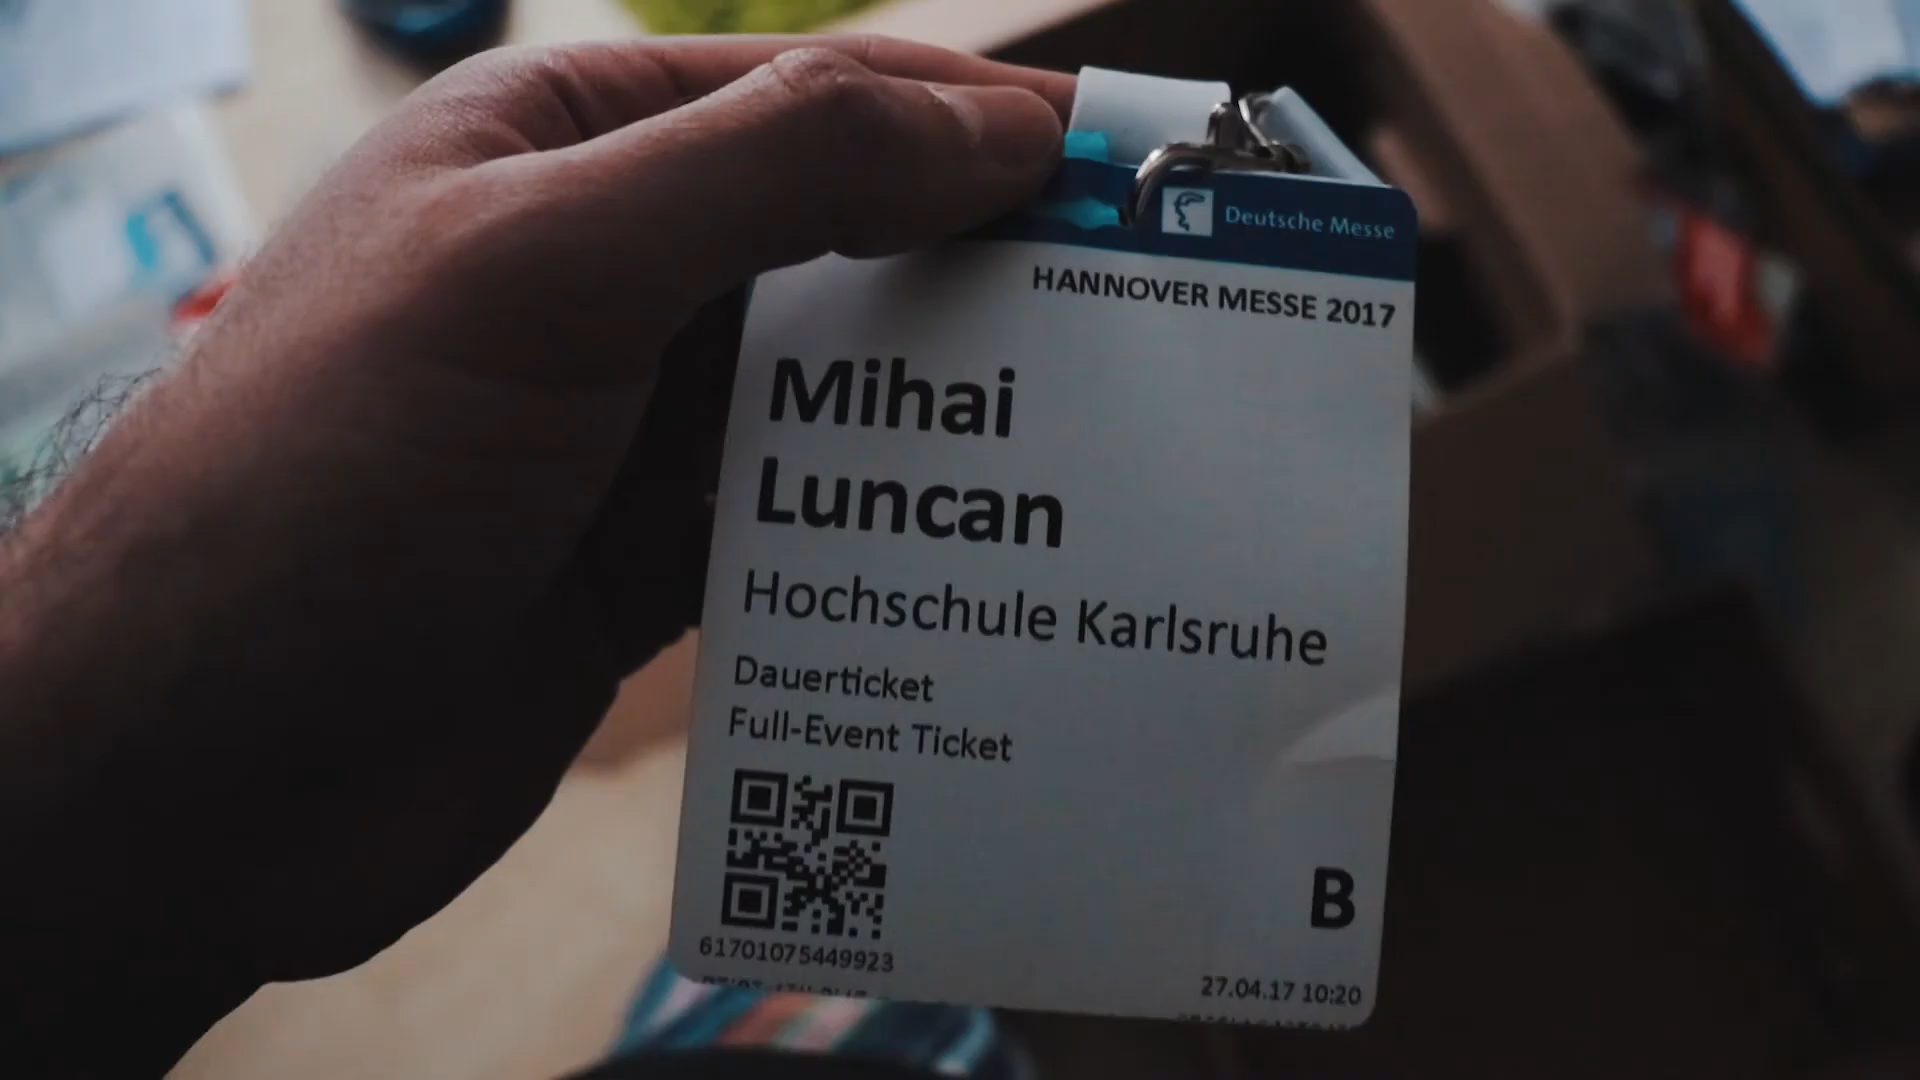 Deutsche Messe
HANNOVER MESSE 2017
Mihai
Luncan
Hochschule Karlsruhe
Dauerticket
Full-Event Ticket
B
61701075449923
27.04.17 10:20